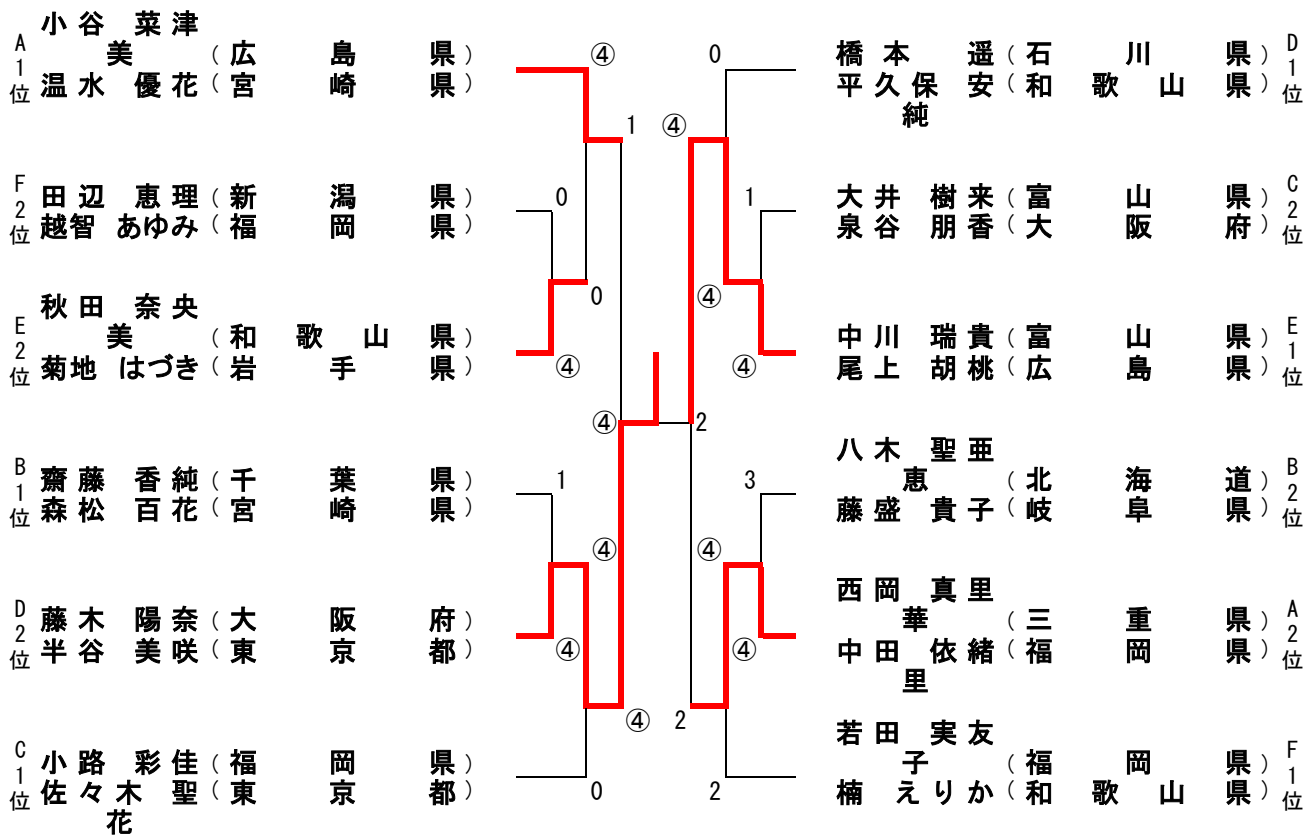 A1位
小谷 菜津美 (広島県)
温水 優花 (宮崎県)
F2位
田辺 恵理 (新潟県)
越智 あゆみ (福岡県)
E2位
秋田 奈央美 (和歌山県)
菊地 はづき (岩手県)
B1位
齋藤 香純 (千葉県)
森松 百花 (宮崎県)
D2位
藤木 陽奈 (大阪府)
半谷 美咲 (東京都)
C1位
小路 彩佳 (福岡県)
佐々木 聖花 (東京都)
④
1
0
0
④
④
1
④
④
④
0
0
④
1
④
④
2
3
④
④
2
2
橋本 遥 (石川県)
平久保 安純 (和歌山県)
D1位
大井 樹来 (富山県)
泉谷 朋香 (大阪府)
C2位
中川 瑞貴 (富山県)
尾上 胡桃 (広島県)
E1位
八木 聖亜恵 (北海道)
藤盛 貴子 (岐阜県)
B2位
西岡 真里華 (三重県)
中田 依緒里 (福岡県)
A2位
若田 実友子 (福岡県)
楠 えりか (和歌山県)
F1位